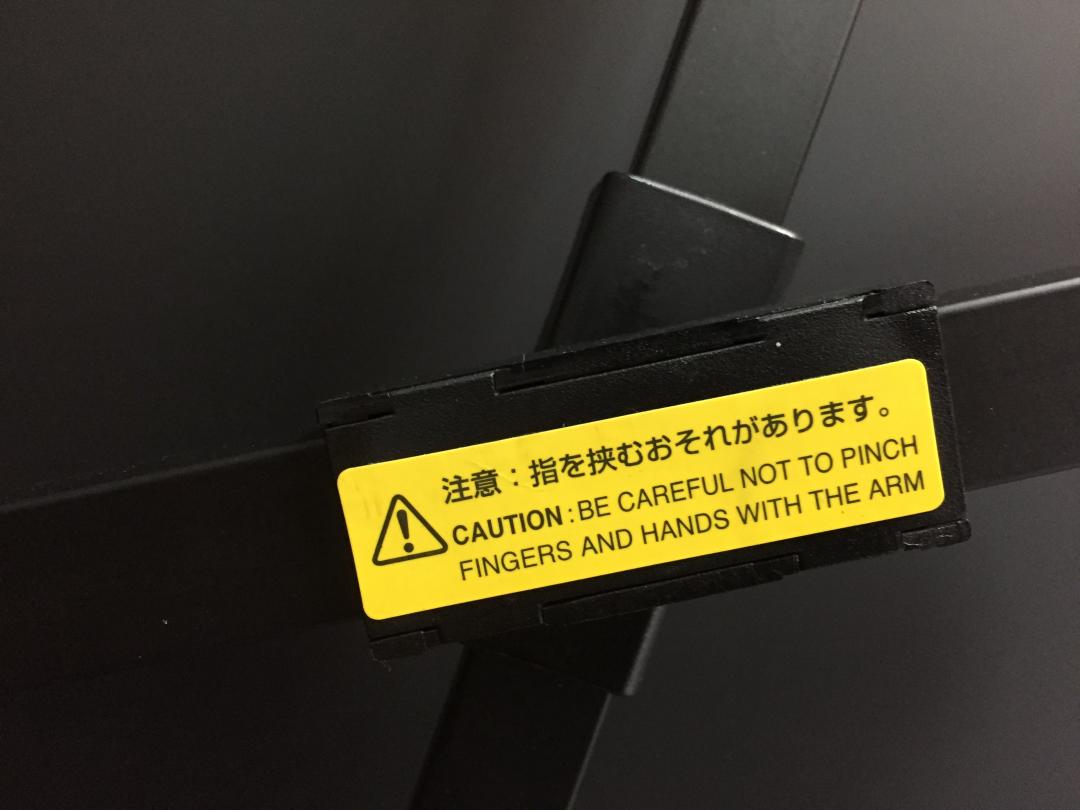 注意：指を挟むおそれがあります。
CAUTION : BE CAREFUL NOT TO PINCH
FINGERS AND HANDS WITH THE ARM